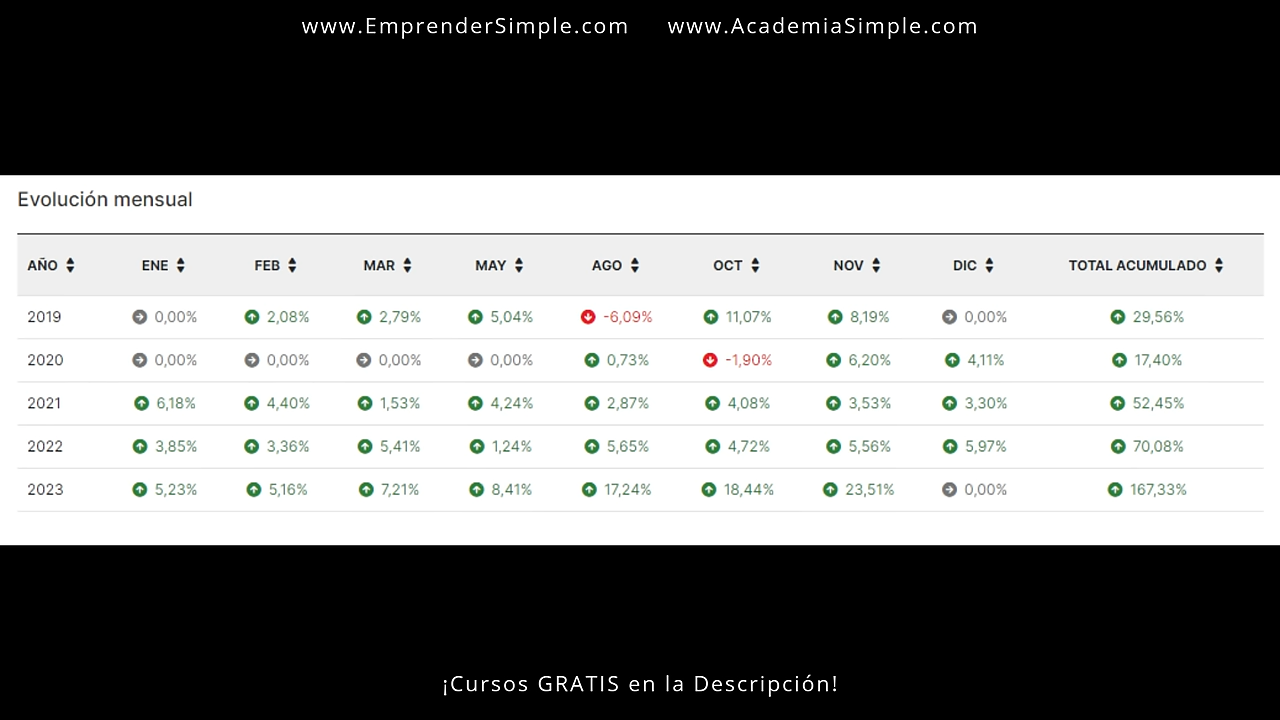 www.EmprenderSimple.com www.AcademiaSimple.com
Evolución mensual
AÑO ENE FEB MAR MAY AGO OCT NOV DIC TOTAL ACUMULADO
2019 0,00% 2,08% 2,79% 5,04% -6,09% 11,07% 8,19% 0,00% 29,56%
2020 0,00% 0,00% 0,00% 0,00% 0,73% -1,90% 6,20% 4,11% 17,40%
2021 6,18% 4,40% 1,53% 4,24% 2,87% 4,08% 3,53% 3,30% 52,45%
2022 3,85% 3,36% 5,41% 1,24% 5,65% 4,72% 5,56% 5,97% 70,08%
2023 5,23% 5,16% 7,21% 8,41% 17,24% 18,44% 23,51% 0,00% 167,33%
¡Cursos GRATIS en la Descripción!